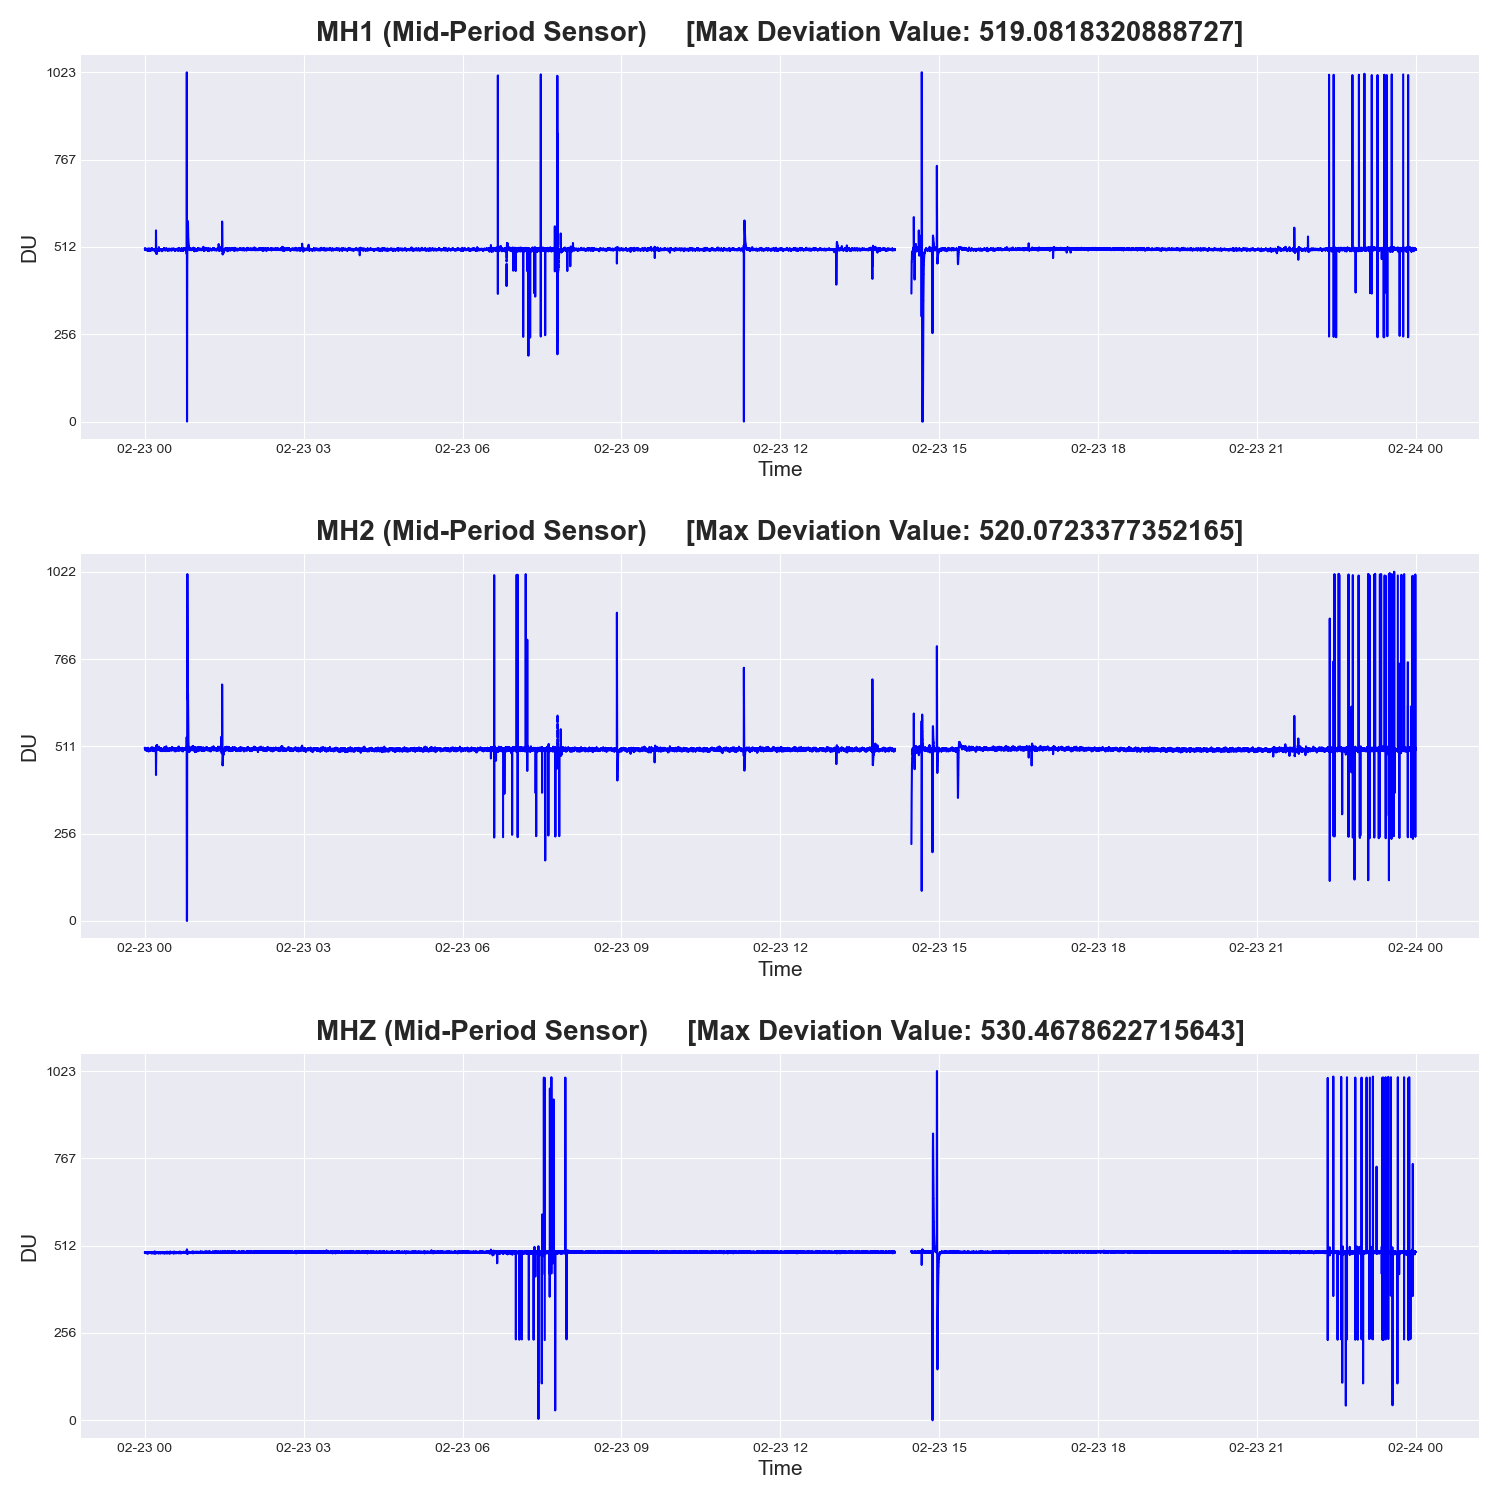 MH1 (Mid-Period Sensor) [Max Deviation Value: 519.0818320888727]
1023
767
512
256
0
DU
02-23 00 02-23 03 02-23 06 02-23 09 02-23 12 02-23 15 02-23 18 02-23 21 02-24 00
Time
MH2 (Mid-Period Sensor) [Max Deviation Value: 520.0723377352165]
1022
766
511
256
0
DU
02-23 00 02-23 03 02-23 06 02-23 09 02-23 12 02-23 15 02-23 18 02-23 21 02-24 00
Time
MHZ (Mid-Period Sensor) [Max Deviation Value: 530.4678622715643]
1023
767
512
256
0
DU
02-23 00 02-23 03 02-23 06 02-23 09 02-23 12 02-23 15 02-23 18 02-23 21 02-24 00
Time